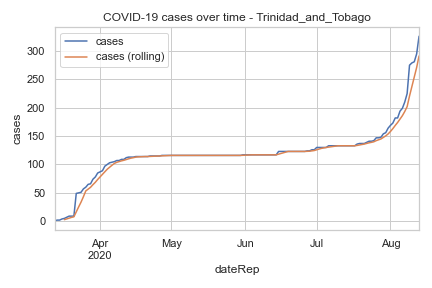 COVID-19 cases over time - Trinidad_and_Tobago
cases
cases (rolling)
cases
300
250
200
150
100
50
0
Apr
2020
May
Jun
Jul
Aug
dateRep